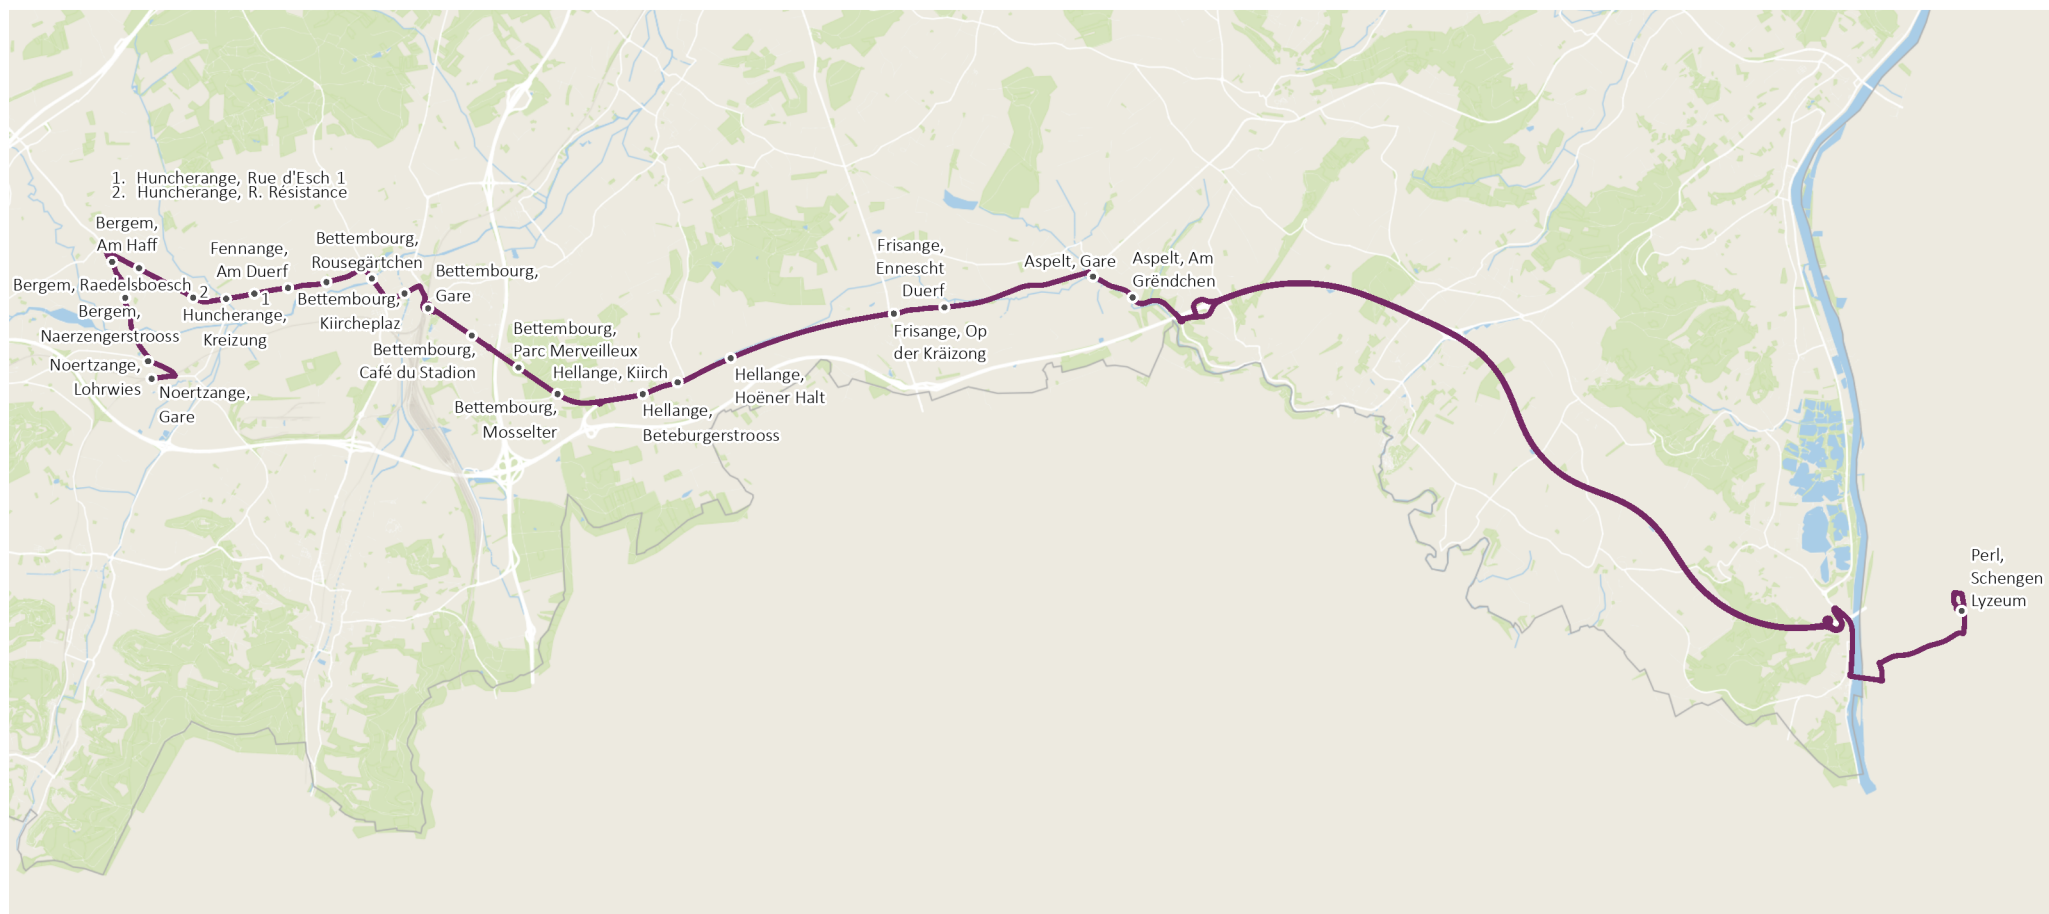 1. Huncherange, Rue d'Esch 1
2. Huncherange, R. Résistance
Bergem,
Am Haff
Bergem, Raedelsboesch
Bergem,
Naerzengerstrooss
Noertzange,
Lohrwies
Noertzange,
Gare
2
1
Huncherange,
Kreizung
Fennange,
Am Duerf
Bettembourg,
Rousegärtchen
Bettembourg,
Kiircheplaz
Bettembourg,
Gare
Bettembourg,
Café du Stadion
Bettembourg,
Parc Merveilleux
Bettembourg,
Mosselter
Hellange, Kiirch
Hellange,
Beteburgerstrooss
Hellange,
Hoëner Halt
Frisange,
Ennescht
Duerf
Frisange, Op
der Kräizong
Aspelt, Gare
Aspelt, Am
Grëndchen
Perl,
Schengen
Lyzeum